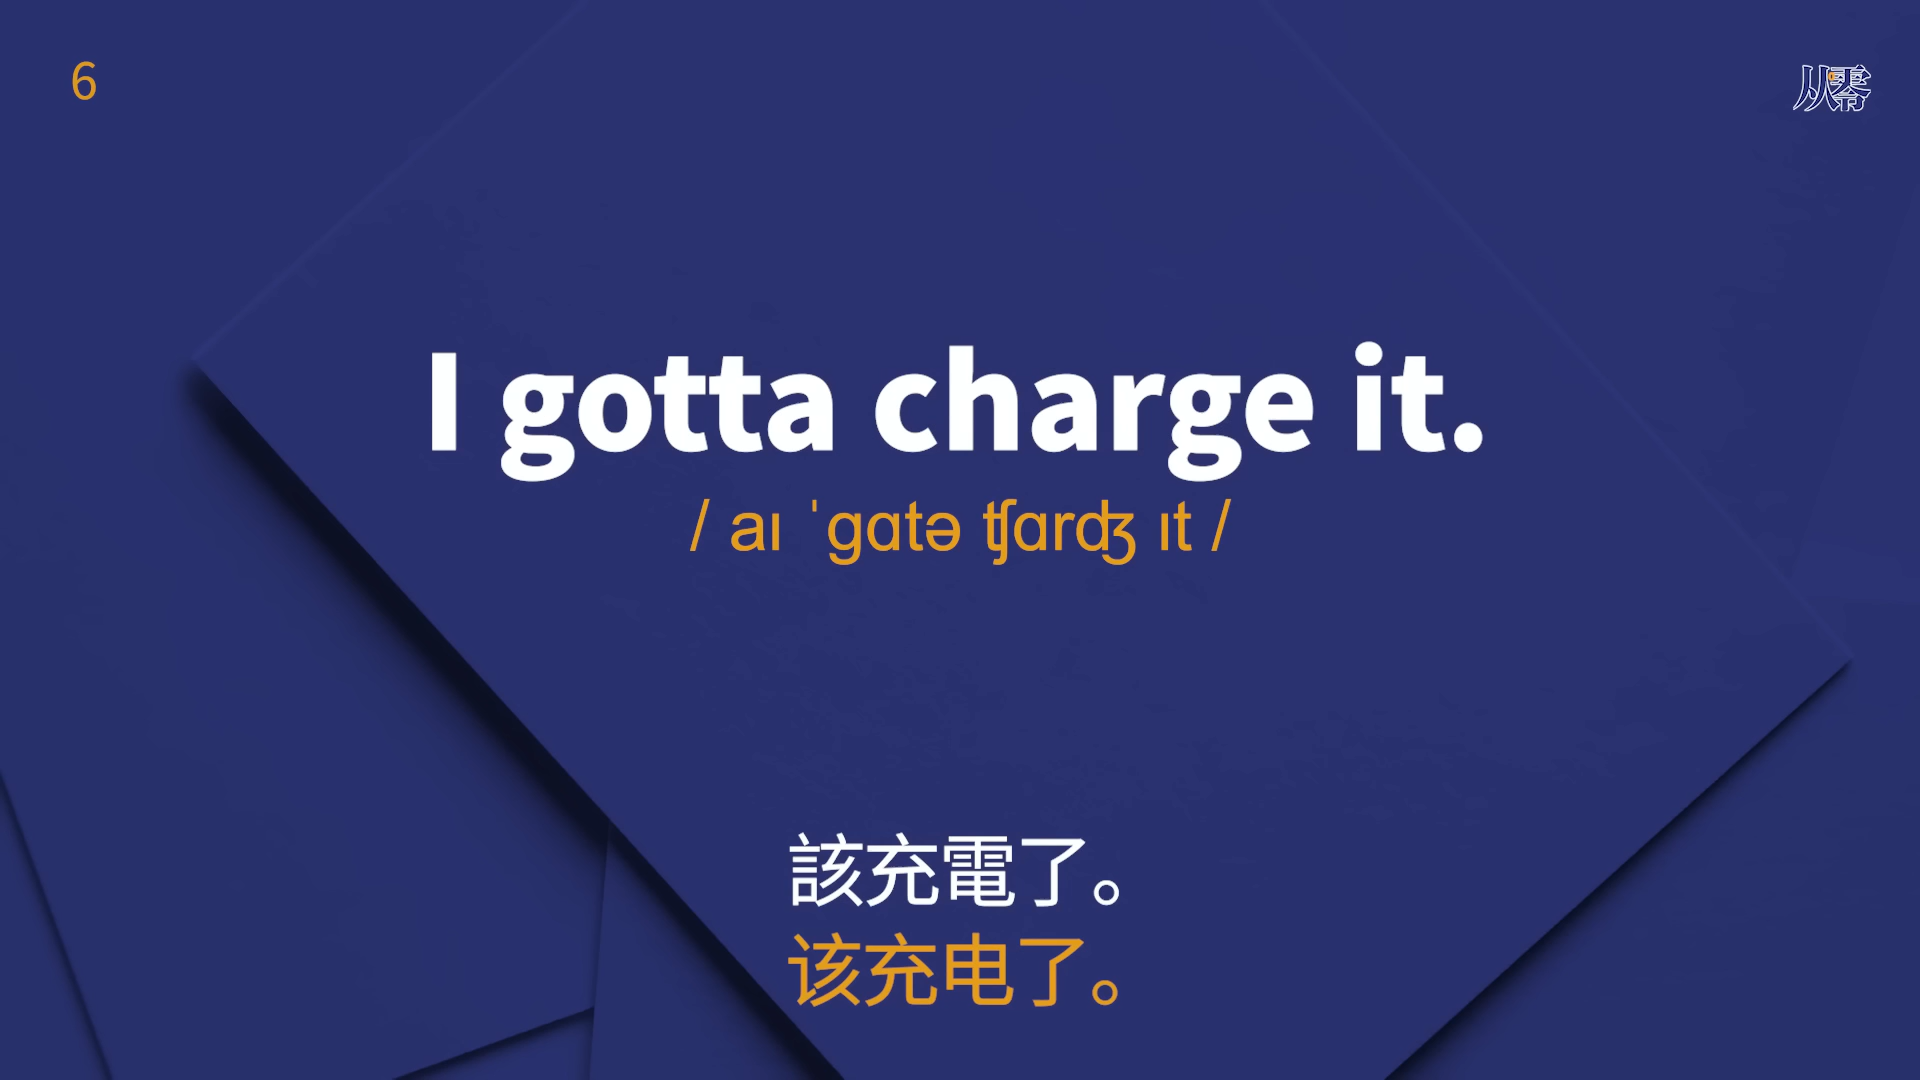 6
从零
I gotta charge it.
/ aɪ ˈɡɑtə ʧɑrʤ ɪt /
該充電了。
该充电了。